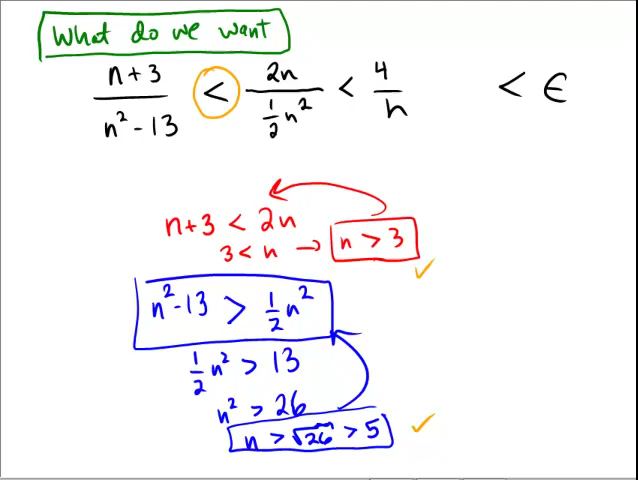 What do we want
n+3 / n² - 13 < 2n / ½n² < 4 / n < ϵ
n+3 < 2n
3 < n → n > 3 ✓
n² - 13 > ½n²
½n² > 13
n² > 26
n > √26 > 5 ✓